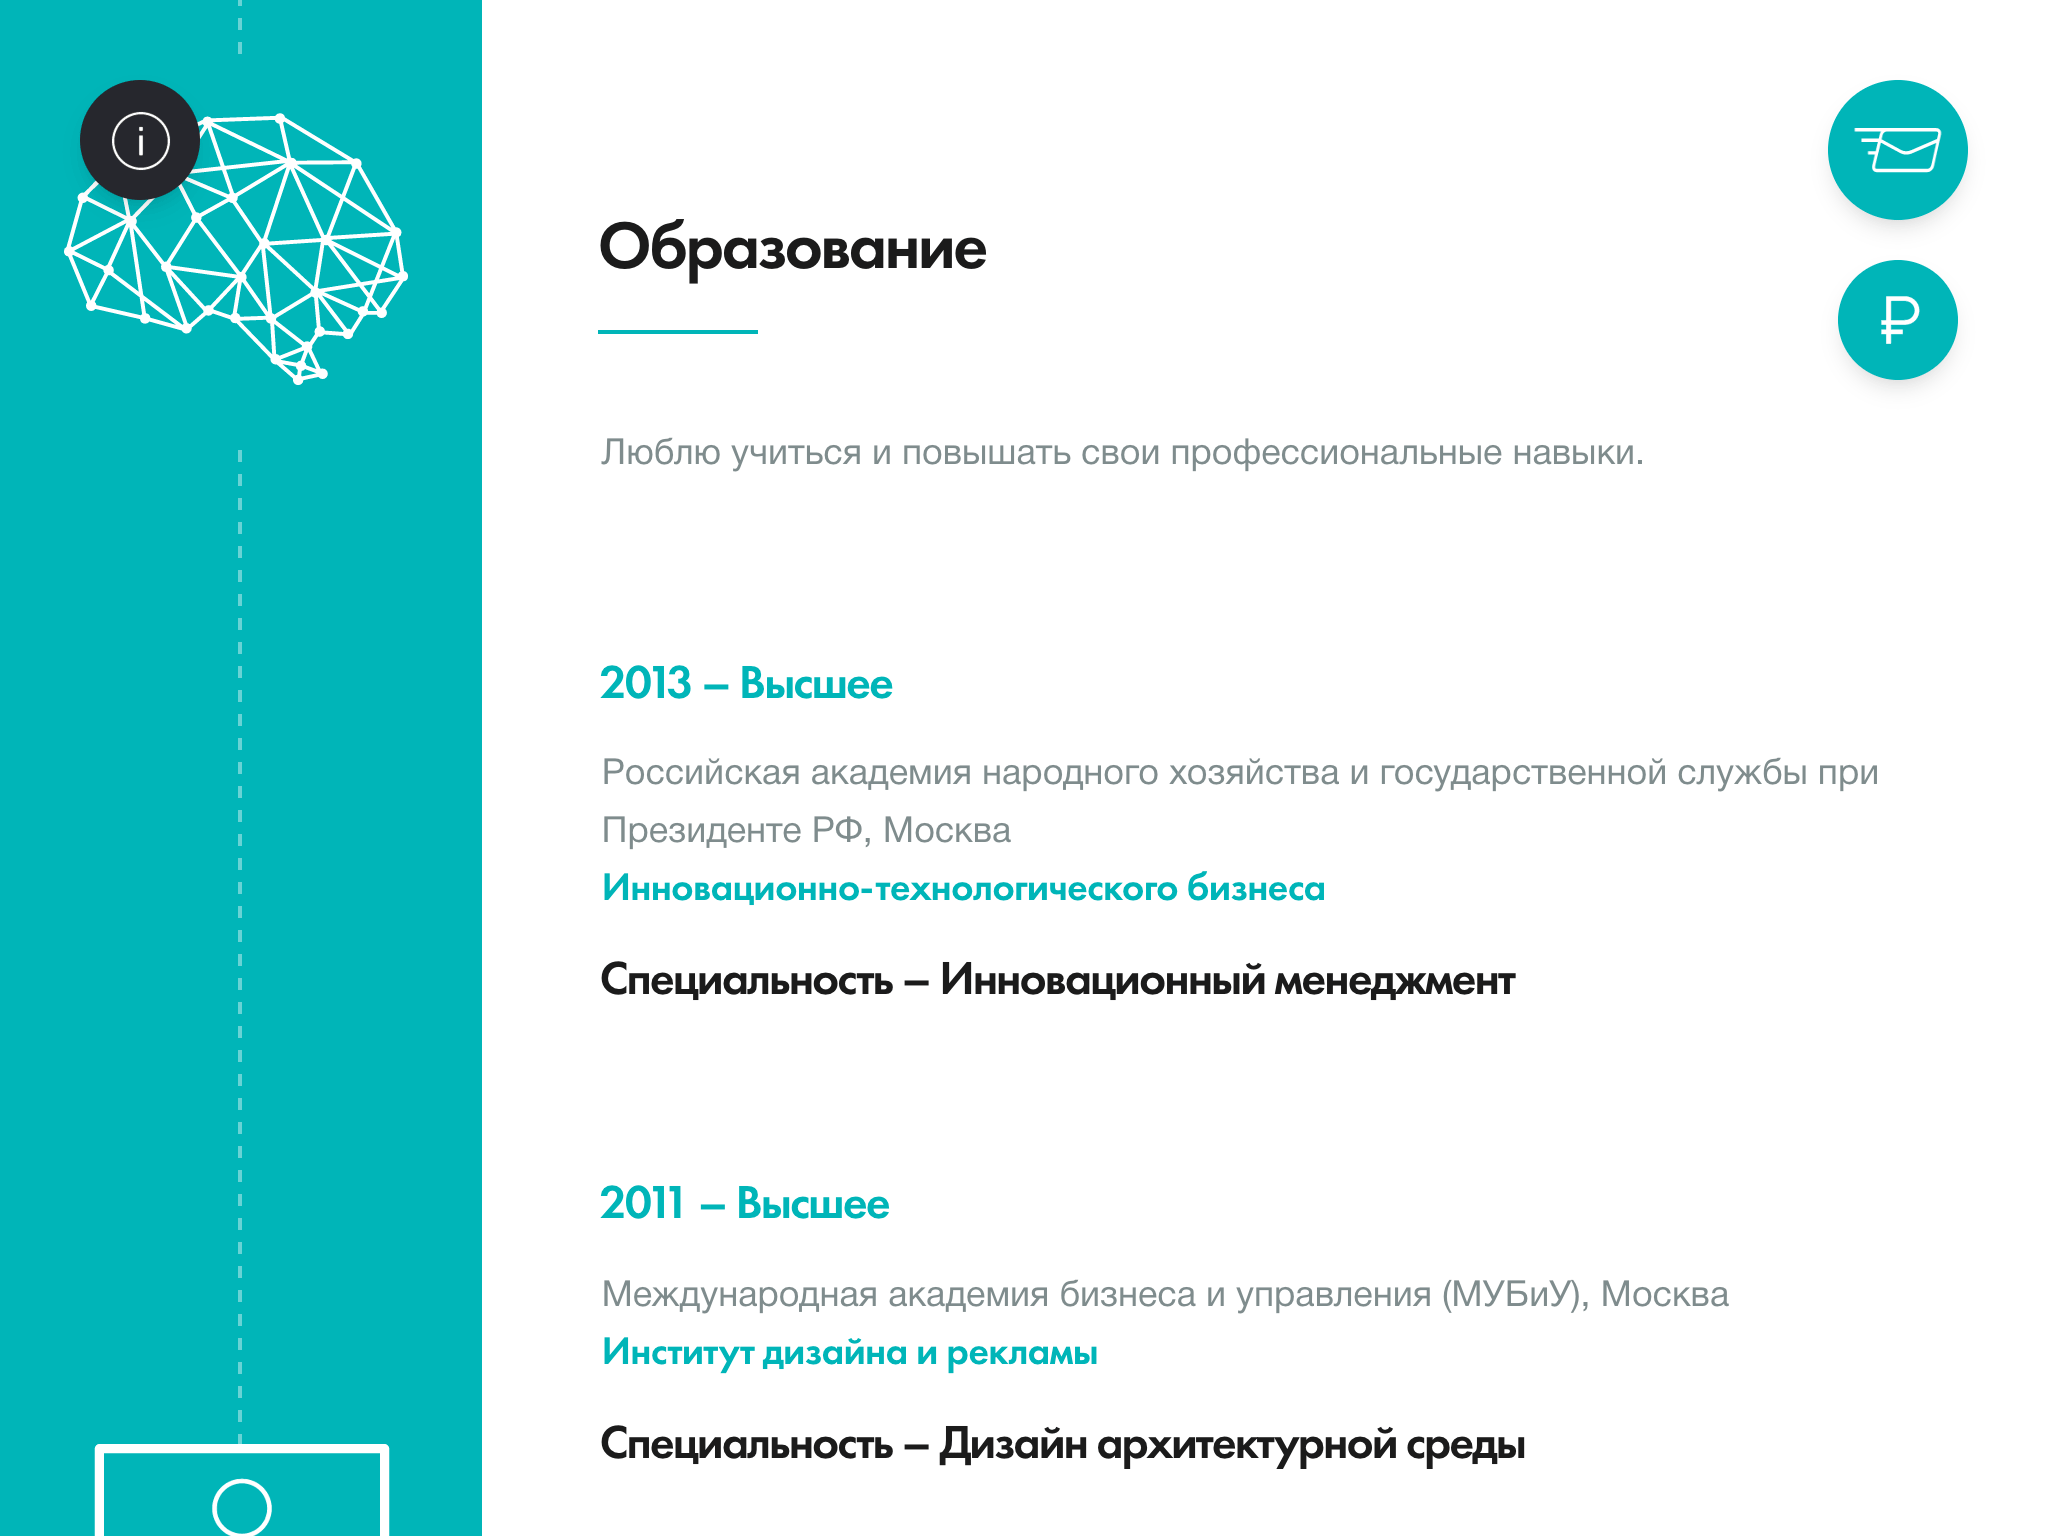 i
Образование
₽
Люблю учиться и повышать свои профессиональные навыки.
2013 – Высшее
Российская академия народного хозяйства и государственной службы при
Президенте РФ, Москва
Инновационно-технологического бизнеса
Специальность – Инновационный менеджмент
2011 – Высшее
Международная академия бизнеса и управления (МУБиУ), Москва
Институт дизайна и рекламы
Специальность – Дизайн архитектурной среды